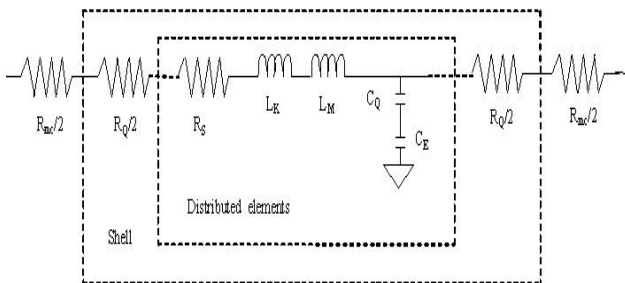 R_mc/2
R_Q/2
R_S
L_K
L_M
C_Q
C_E
R_Q/2
R_mc/2
Distributed elements
Shell